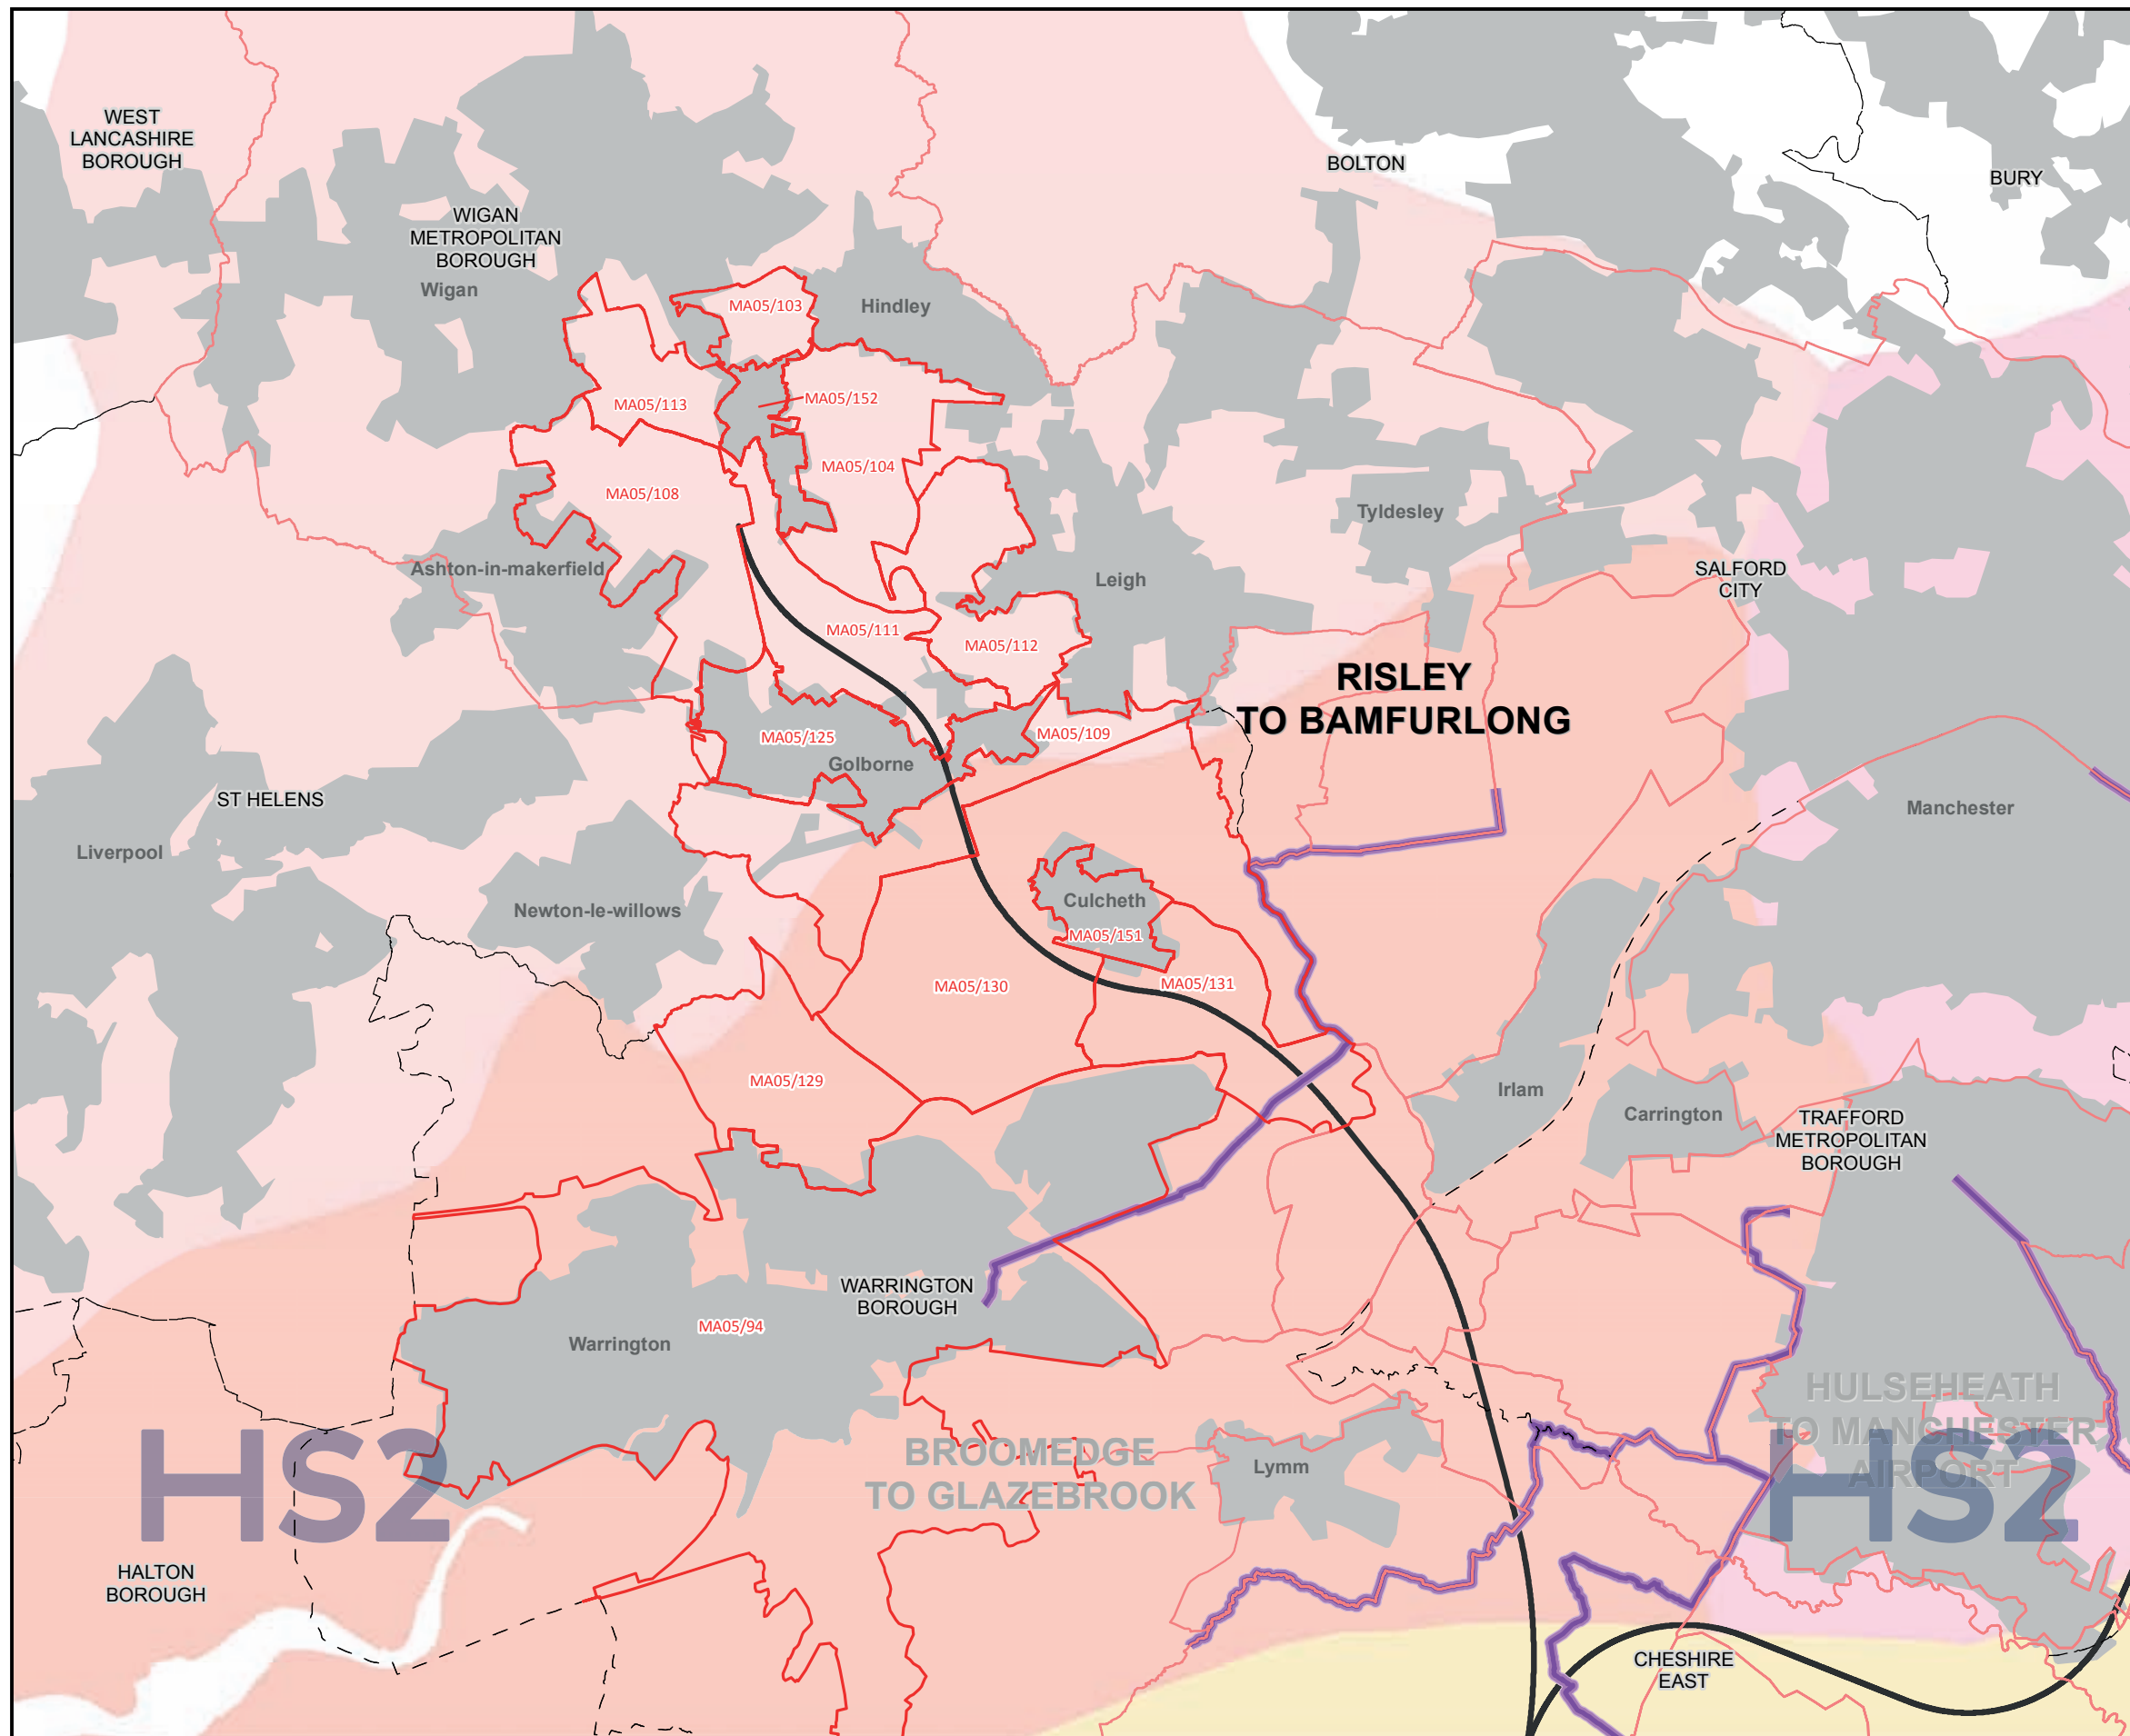 WEST
LANCASHIRE
BOROUGH
BOLTON
BURY
WIGAN
METROPOLITAN
BOROUGH
Wigan
MA05/103
Hindley
MA05/113
MA05/152
MA05/104
MA05/108
Tyldesley
Ashton-in-makerfield
Leigh
SALFORD
CITY
MA05/111
MA05/112
RISLEY
TO BAMFURLONG
MA05/125
MA05/109
Golborne
ST HELENS
Manchester
Liverpool
Newton-le-willows
Culcheth
MA05/151
MA05/130
MA05/131
MA05/129
Irlam
Carrington
TRAFFORD
METROPOLITAN
BOROUGH
WARRINGTON
BOROUGH
MA05/94
Warrington
HULSEHEATH
TO MANCHESTER
AIRPORT
BROOMEDGE
TO GLAZEBROOK
Lymm
HS2
HS2
HALTON
BOROUGH
CHESHIRE
EAST